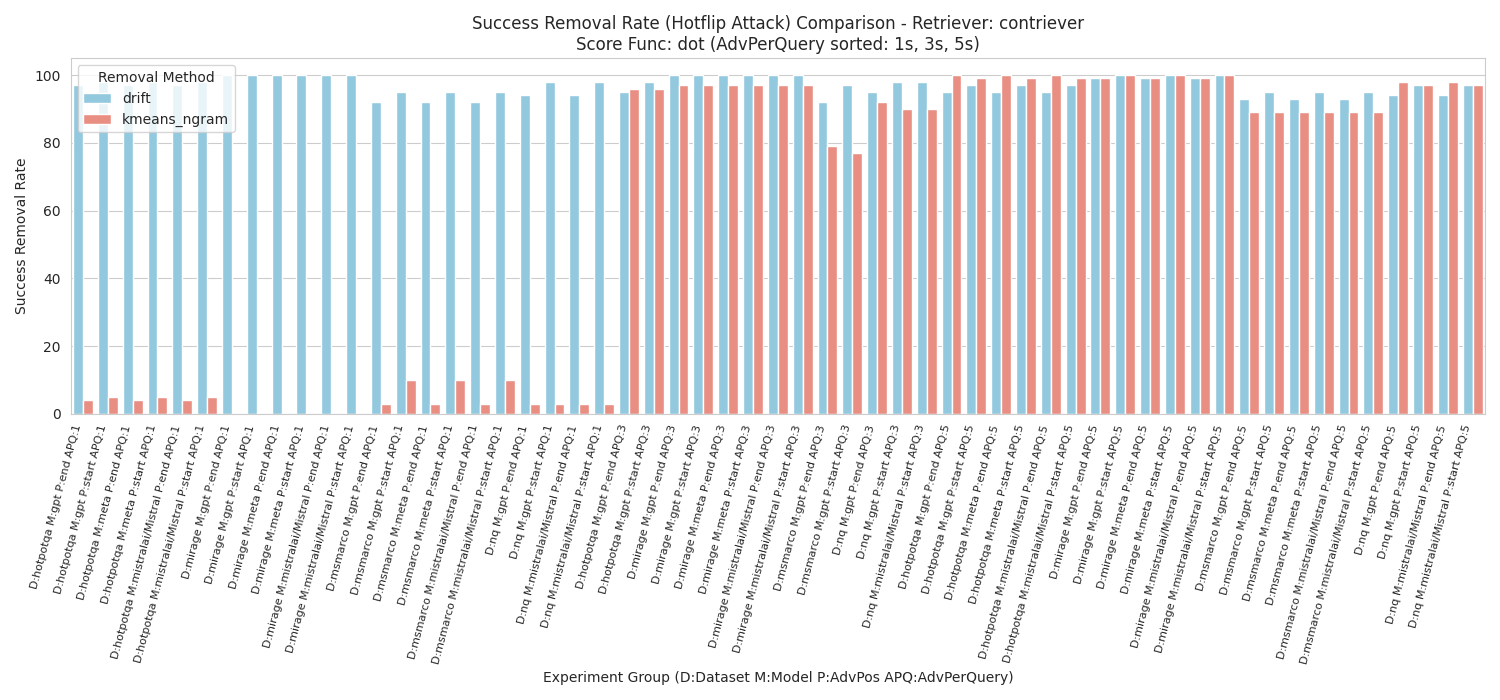 Success Removal Rate (Hotflip Attack) Comparison - Retriever: contriever
Score Func: dot (AdvPerQuery sorted: 1s, 3s, 5s)
Removal Method
drift
kmeans_ngram
Success Removal Rate
100
80
60
40
20
0
D:hotpotqa M:gpt P:end APQ:1
D:hotpotqa M:gpt P:start APQ:1
D:hotpotqa M:meta P:end APQ:1
D:hotpotqa M:meta P:start APQ:1
D:hotpotqa M:mistralai/Mistral P:end APQ:1
D:hotpotqa M:mistralai/Mistral P:start APQ:1
D:mirage M:gpt P:end APQ:1
D:mirage M:gpt P:start APQ:1
D:mirage M:meta P:end APQ:1
D:mirage M:meta P:start APQ:1
D:mirage M:mistralai/Mistral P:end APQ:1
D:mirage M:mistralai/Mistral P:start APQ:1
D:msmarco M:gpt P:end APQ:1
D:msmarco M:gpt P:start APQ:1
D:msmarco M:meta P:end APQ:1
D:msmarco M:meta P:start APQ:1
D:msmarco M:mistralai/Mistral P:end APQ:1
D:msmarco M:mistralai/Mistral P:start APQ:1
D:nq M:gpt P:end APQ:1
D:nq M:gpt P:start APQ:1
D:nq M:mistralai/Mistral P:end APQ:1
D:nq M:mistralai/Mistral P:start APQ:1
D:hotpotqa M:gpt P:end APQ:3
D:hotpotqa M:gpt P:start APQ:3
D:mirage M:gpt P:end APQ:3
D:mirage M:gpt P:start APQ:3
D:mirage M:meta P:end APQ:3
D:mirage M:meta P:start APQ:3
D:mirage M:mistralai/Mistral P:end APQ:3
D:mirage M:mistralai/Mistral P:start APQ:3
D:msmarco M:gpt P:end APQ:3
D:msmarco M:gpt P:start APQ:3
D:nq M:gpt P:end APQ:3
D:nq M:gpt P:start APQ:3
D:nq M:mistralai/Mistral P:start APQ:3
D:hotpotqa M:gpt P:end APQ:5
D:hotpotqa M:gpt P:start APQ:5
D:hotpotqa M:meta P:end APQ:5
D:hotpotqa M:meta P:start APQ:5
D:hotpotqa M:mistralai/Mistral P:end APQ:5
D:hotpotqa M:mistralai/Mistral P:start APQ:5
D:mirage M:gpt P:end APQ:5
D:mirage M:gpt P:start APQ:5
D:mirage M:meta P:end APQ:5
D:mirage M:meta P:start APQ:5
D:mirage M:mistralai/Mistral P:end APQ:5
D:mirage M:mistralai/Mistral P:start APQ:5
D:msmarco M:gpt P:end APQ:5
D:msmarco M:gpt P:start APQ:5
D:msmarco M:meta P:end APQ:5
D:msmarco M:meta P:start APQ:5
D:msmarco M:mistralai/Mistral P:end APQ:5
D:msmarco M:mistralai/Mistral P:start APQ:5
D:nq M:gpt P:end APQ:5
D:nq M:gpt P:start APQ:5
D:nq M:mistralai/Mistral P:end APQ:5
D:nq M:mistralai/Mistral P:start APQ:5
Experiment Group (D:Dataset M:Model P:AdvPos APQ:AdvPerQuery)